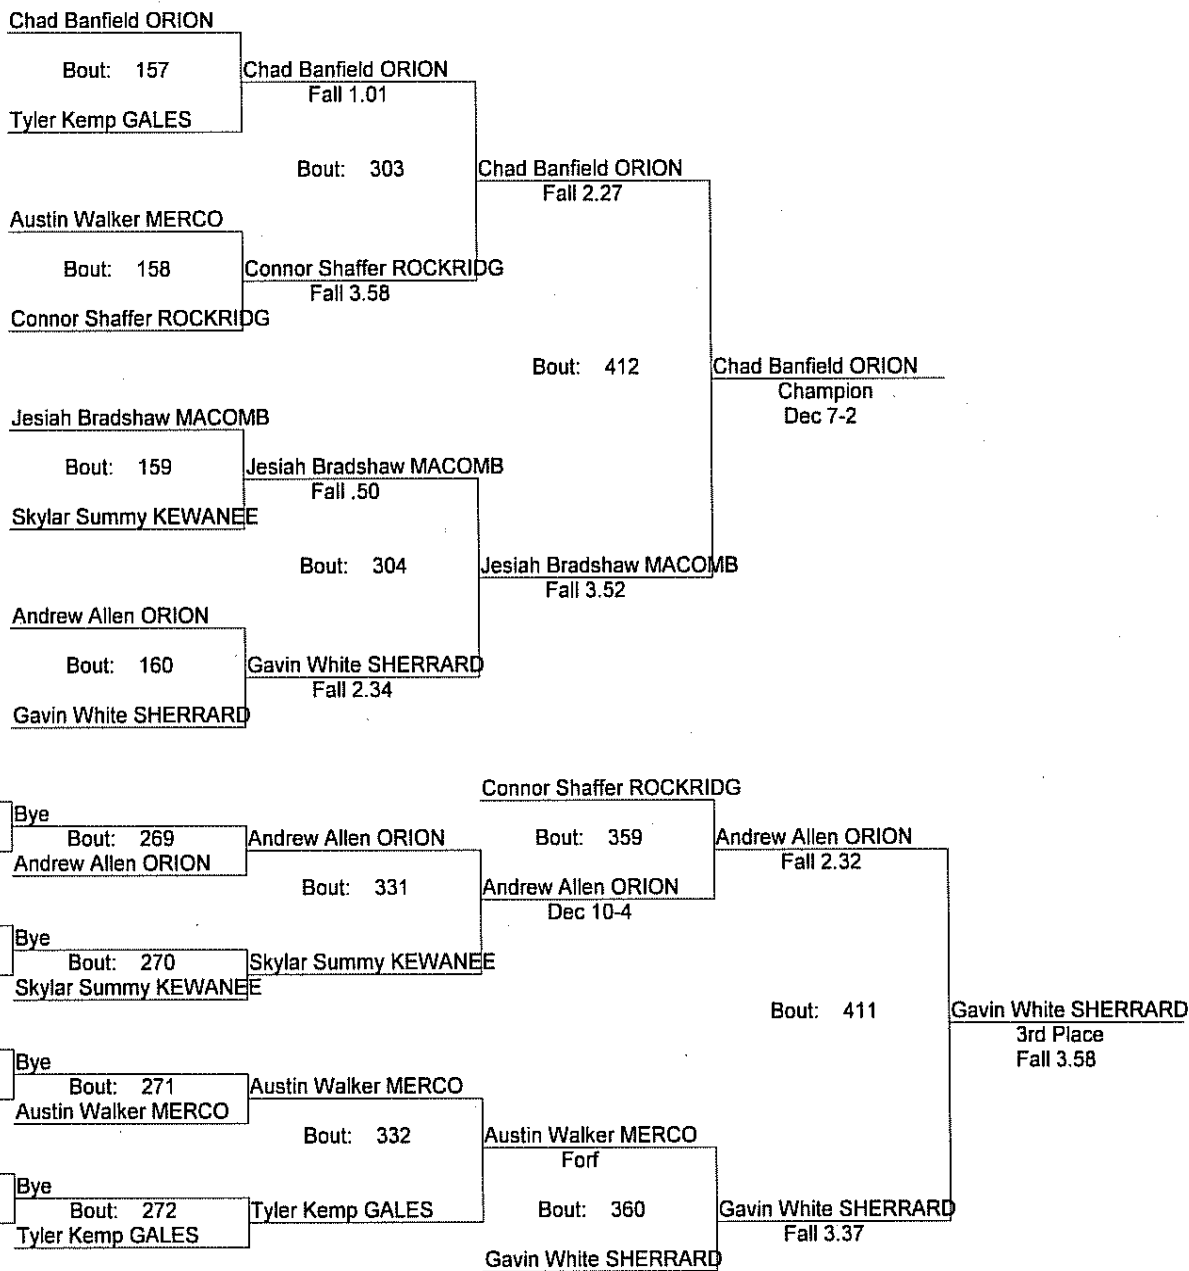 Chad Banfield ORION
Bout: 157
Chad Banfield ORION
Fall 1.01
Tyler Kemp GALES
Bout: 303
Chad Banfield ORION
Fall 2.27
Austin Walker MERCO
Bout: 158
Connor Shaffer ROCKRIDG
Fall 3.58
Connor Shaffer ROCKRIDG
Bout: 412
Chad Banfield ORION
Champion
Dec 7-2
Jesiah Bradshaw MACOMB
Bout: 159
Jesiah Bradshaw MACOMB
Fall .50
Skylar Summy KEWANEE
Bout: 304
Jesiah Bradshaw MACOMB
Fall 3.52
Andrew Allen ORION
Bout: 160
Gavin White SHERRARD
Fall 2.34
Gavin White SHERRARD
Connor Shaffer ROCKRIDG
Bye
Bout: 269
Andrew Allen ORION
Andrew Allen ORION
Bout: 359
Andrew Allen ORION
Fall 2.32
Bout: 331
Andrew Allen ORION
Dec 10-4
Bye
Bout: 270
Skylar Summy KEWANEE
Skylar Summy KEWANEE
Bout: 411
Gavin White SHERRARD
3rd Place
Fall 3.58
Bye
Bout: 271
Austin Walker MERCO
Austin Walker MERCO
Bout: 332
Austin Walker MERCO
Forf
Bye
Bout: 272
Tyler Kemp GALES
Tyler Kemp GALES
Bout: 360
Gavin White SHERRARD
Fall 3.37
Gavin White SHERRARD